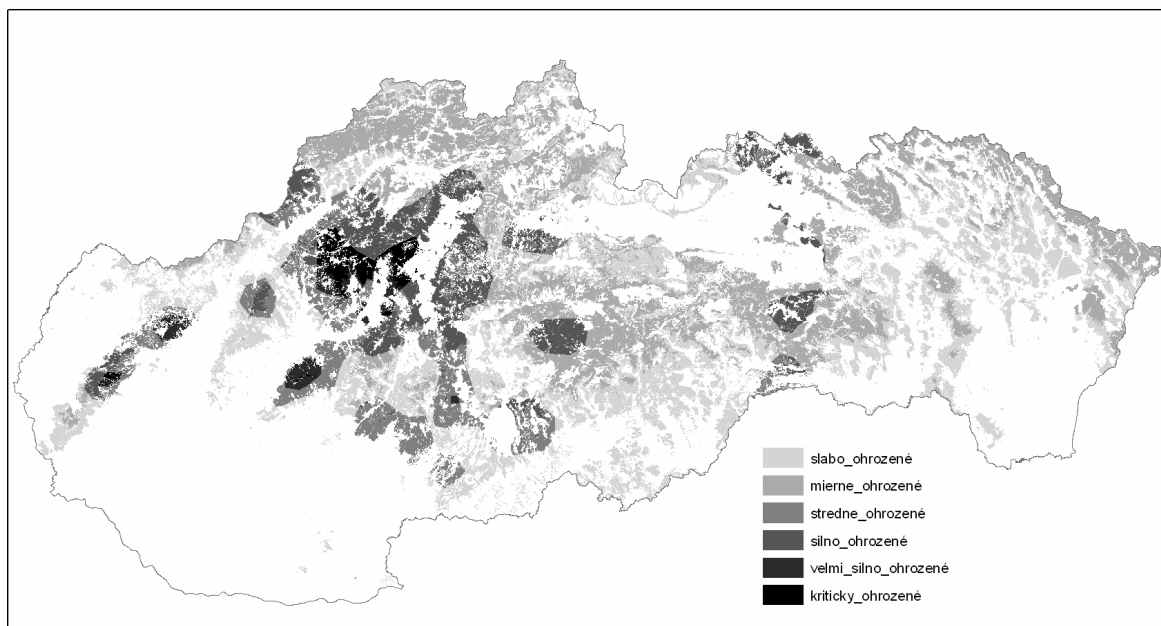 slabo_ohrozené
mierne_ohrozené
stredne_ohrozené
silno_ohrozené
velmi_silno_ohrozené
kriticky_ohrozené